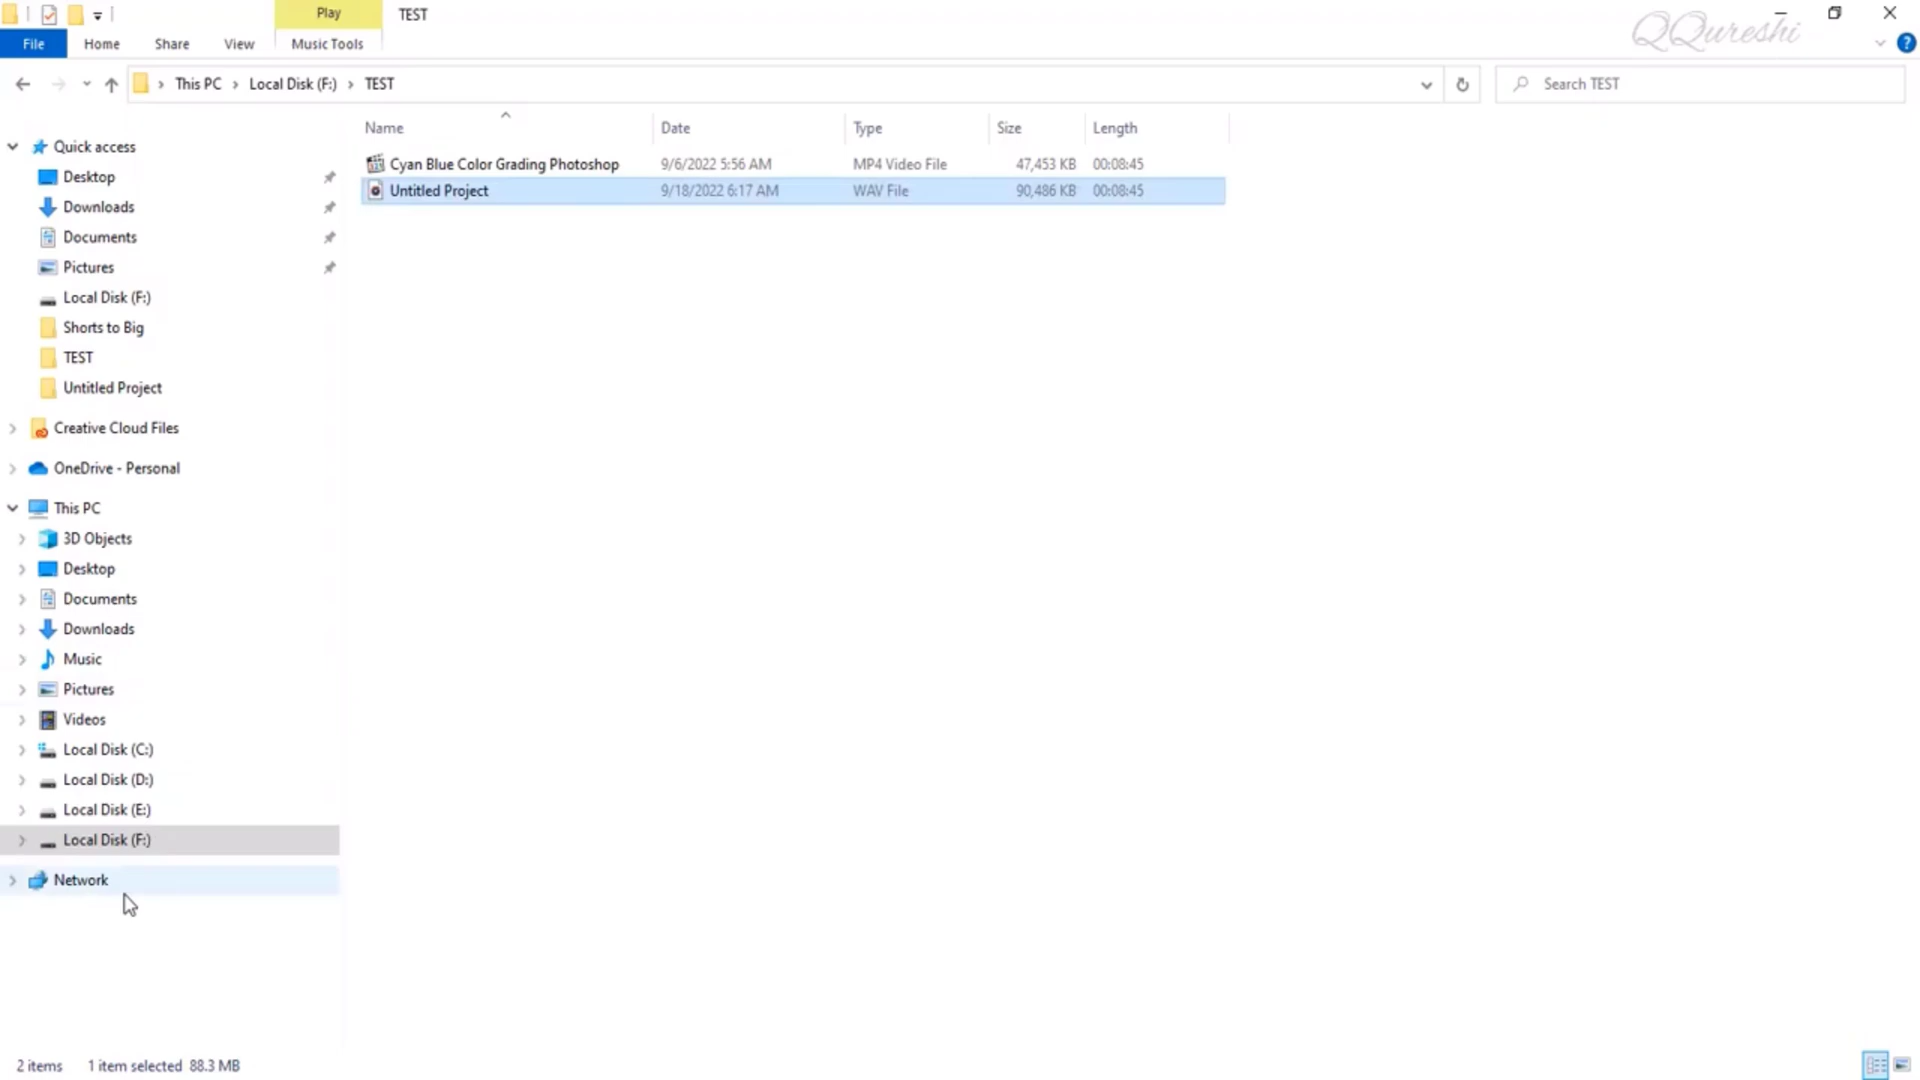 Play
TEST
QQureshi
File
Home
Share
View
Music Tools
This PC
Local Disk (F:)
TEST
Search TEST
Name
Date
Type
Size
Length
Cyan Blue Color Grading Photoshop
9/6/2022 5:56 AM
MP4 Video File
47,453 KB
00:08:45
Untitled Project
9/18/2022 6:17 AM
WAV File
90,486 KB
00:08:45
Quick access
Desktop
Downloads
Documents
Pictures
Local Disk (F:)
Shorts to Big
TEST
Untitled Project
Creative Cloud Files
OneDrive - Personal
This PC
3D Objects
Desktop
Documents
Downloads
Music
Pictures
Videos
Local Disk (C:)
Local Disk (D:)
Local Disk (E:)
Local Disk (F:)
Network
2 items
1 item selected 88.3 MB